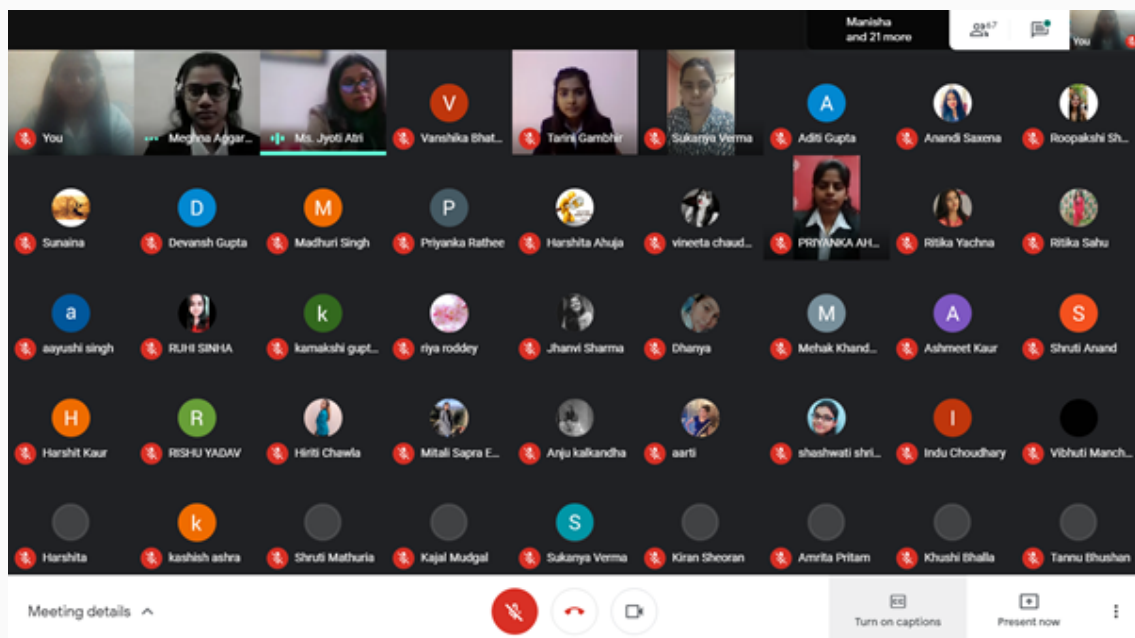 Manisha
and 21 more
67
You
You
Meghna Aggar...
Ms. Jyoti Atri
V
Vanshika Bhat...
Tarini Gambhir
Sukanya Verma
A
Aditi Gupta
Anandi Saxena
Roopakshi Sh...
Sunaina
D
Devansh Gupta
M
Madhuri Singh
P
Priyanka Rathee
Harshita Ahuja
vineeta chaud...
PRIYANKA AH...
Ritika Yachna
Ritika Sahu
a
aayushi singh
RUHI SINHA
k
kamakshi gupt...
riya roddey
Jhanvi Sharma
Dhanya
M
Mehak Khand...
A
Ashmeet Kaur
S
Shruti Anand
H
Harshit Kaur
R
RISHU YADAV
Hiriti Chawla
Mitali Sapra E...
Anju kalkandha
aarti
shashwati shri...
I
Indu Choudhary
Vibhuti Manch...
Harshita
k
kashish ashra
Shruti Mathuria
Kajal Mudgal
S
Sukanya Verma
Kiran Sheoran
Amrita Pritam
Khushi Bhalla
Tannu Bhushan
Meeting details
CC
Turn on captions
Present now